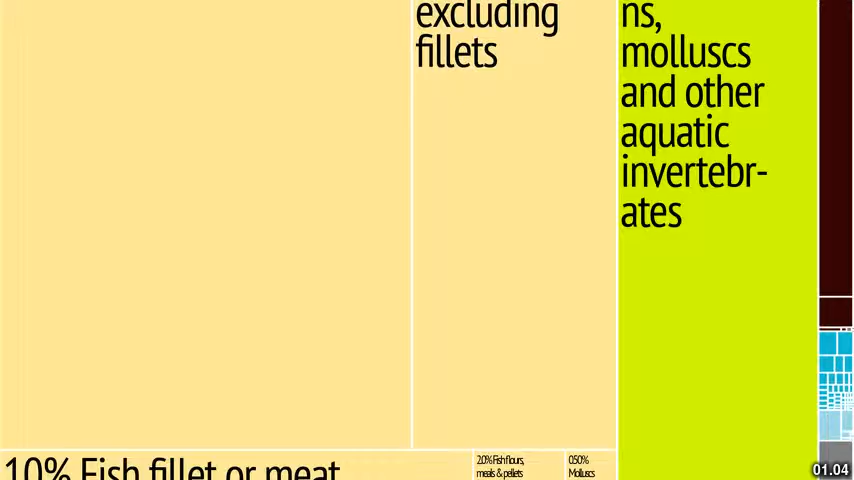 excluding
fillets
ns,
molluscs
and other
aquatic
invertebr-
ates
10% Fish fillet or meat
2.0% Fish flours,
meals & pellets
0.50%
Molluscs
01.04